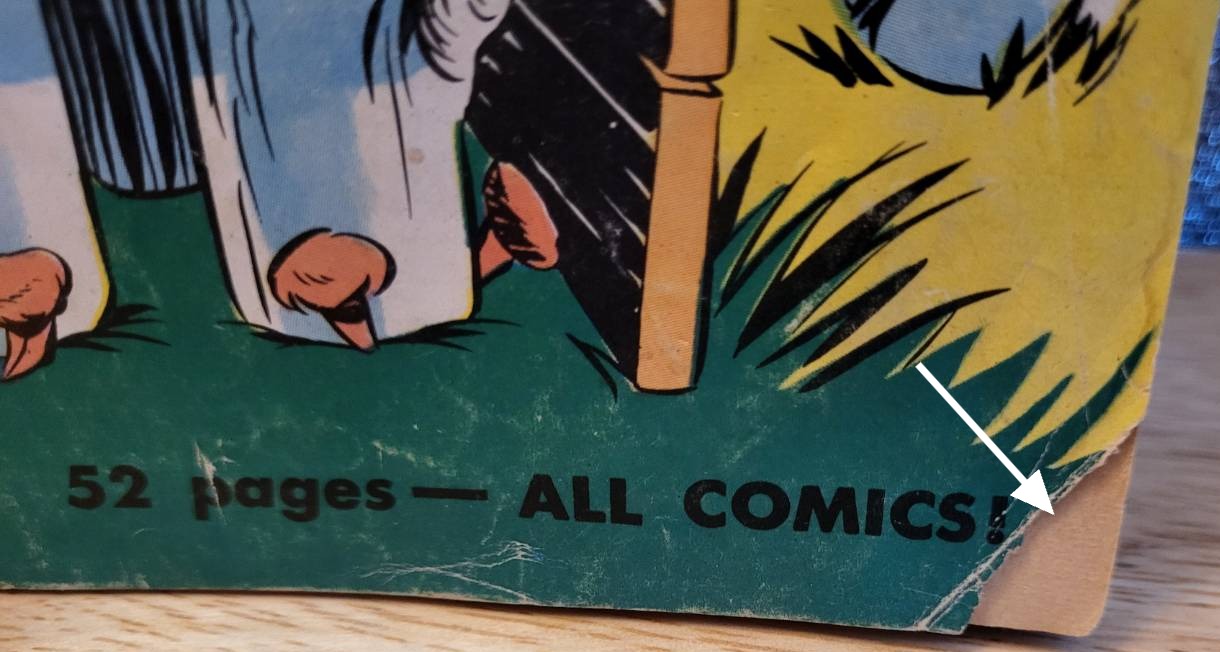 52 pages — ALL COMICS!